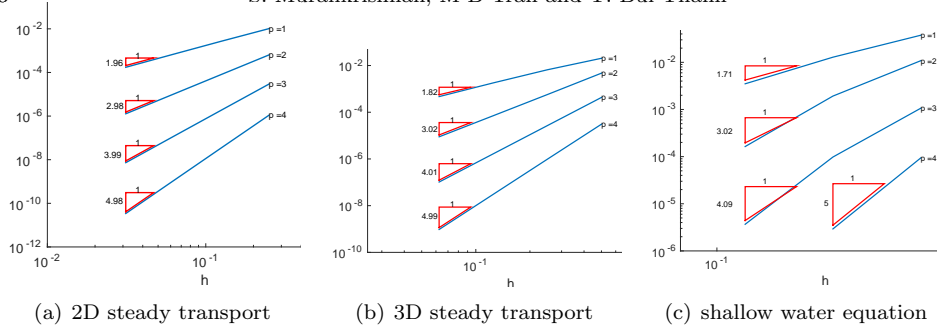 S. Muralikrishnan, M-B Tran and T. Bui-Thanh
10^-2
10^-4
10^-6
10^-8
10^-10
10^-12
10^-2
10^-1
h
p =1
p =2
p =3
p =4
1
1.96
1
2.98
1
3.99
1
4.98
(a) 2D steady transport
10^-2
10^-4
10^-6
10^-8
10^-10
10^-1
h
p =1
p =2
p =3
p =4
1
1.82
1
3.02
1
4.01
1
4.99
(b) 3D steady transport
10^-2
10^-3
10^-4
10^-5
10^-6
10^-1
h
p =1
p =2
p =3
p =4
1
1.71
1
3.02
1
4.09
1
5
(c) shallow water equation